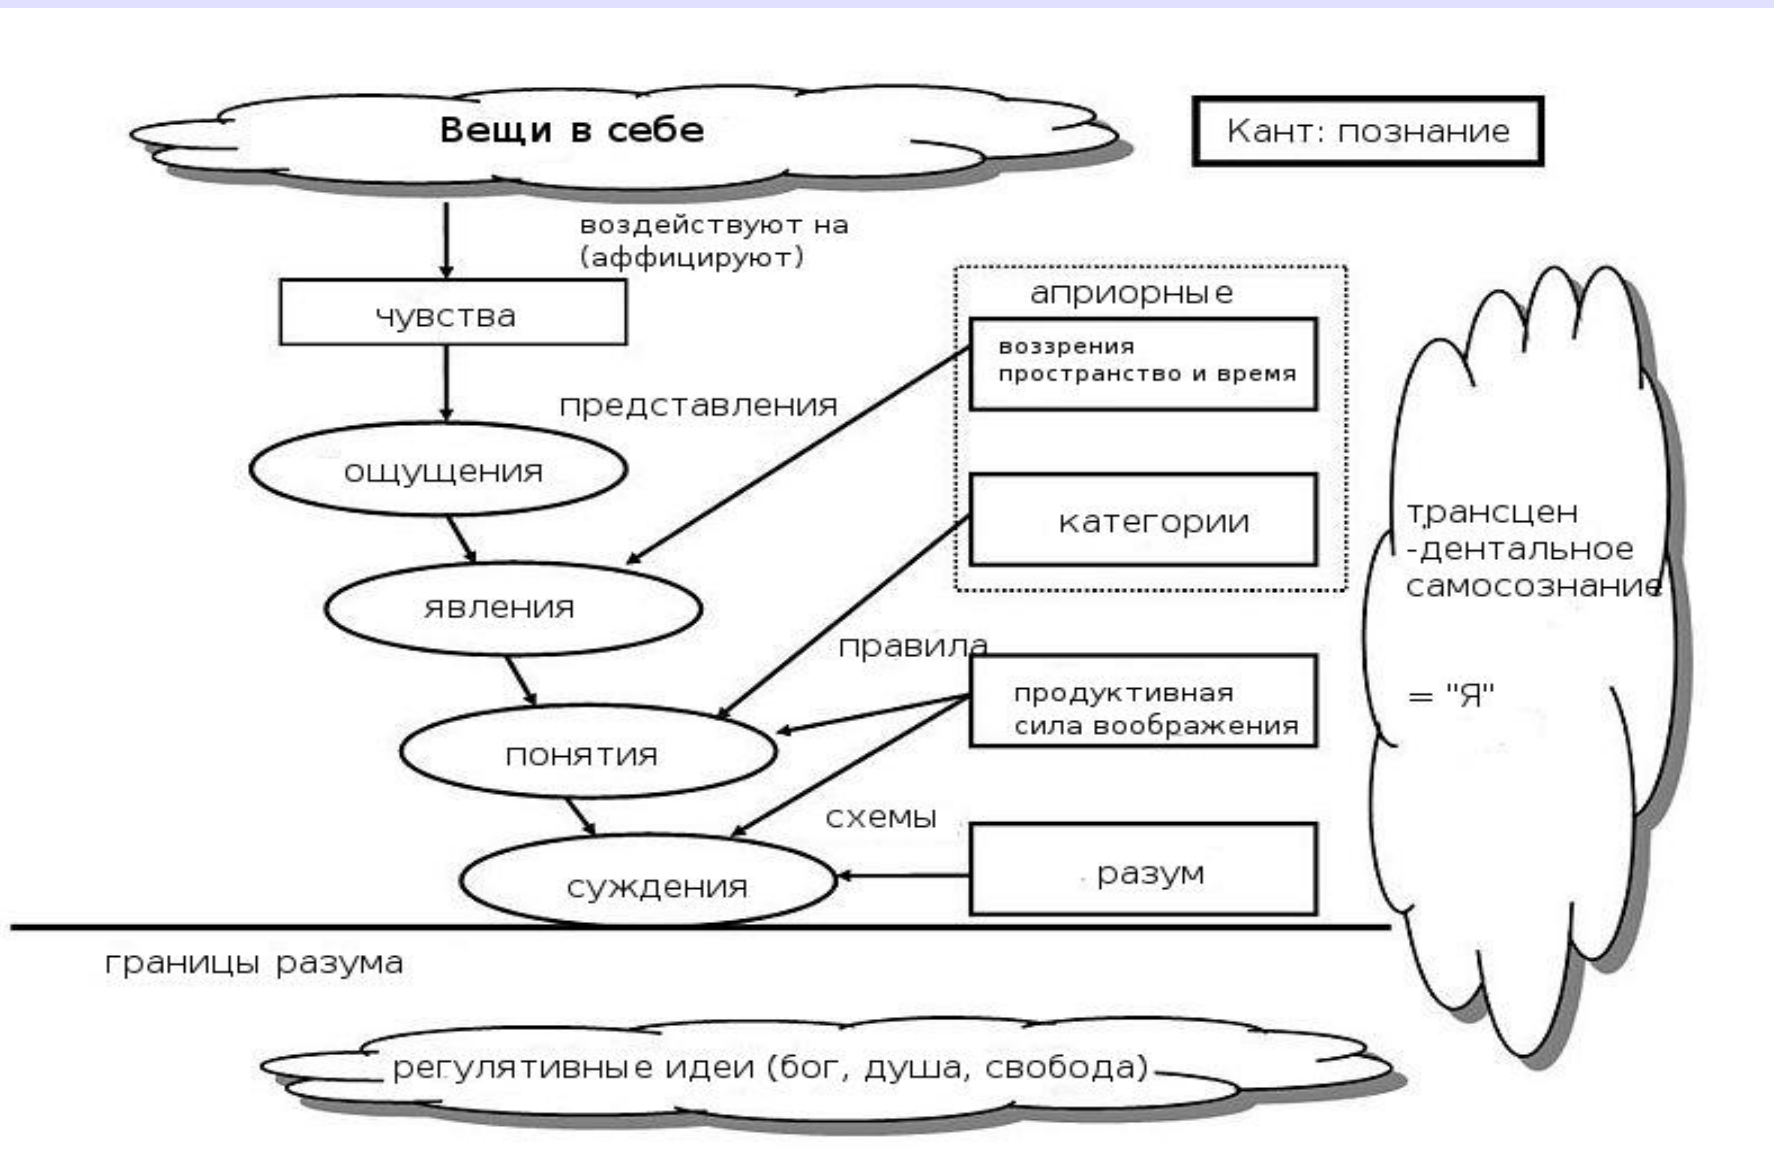 Вещи в себе
Кант: познание
воздействуют на
(аффицируют)
чувства
априорные
воззрения
пространство и время
представления
ощущения
категории
трансцен
-дентальное
самосознание
явления
правила
продуктивная
сила воображения
= "Я"
понятия
схемы
разум
суждения
границы разума
регулятивные идеи (бог, душа, свобода)